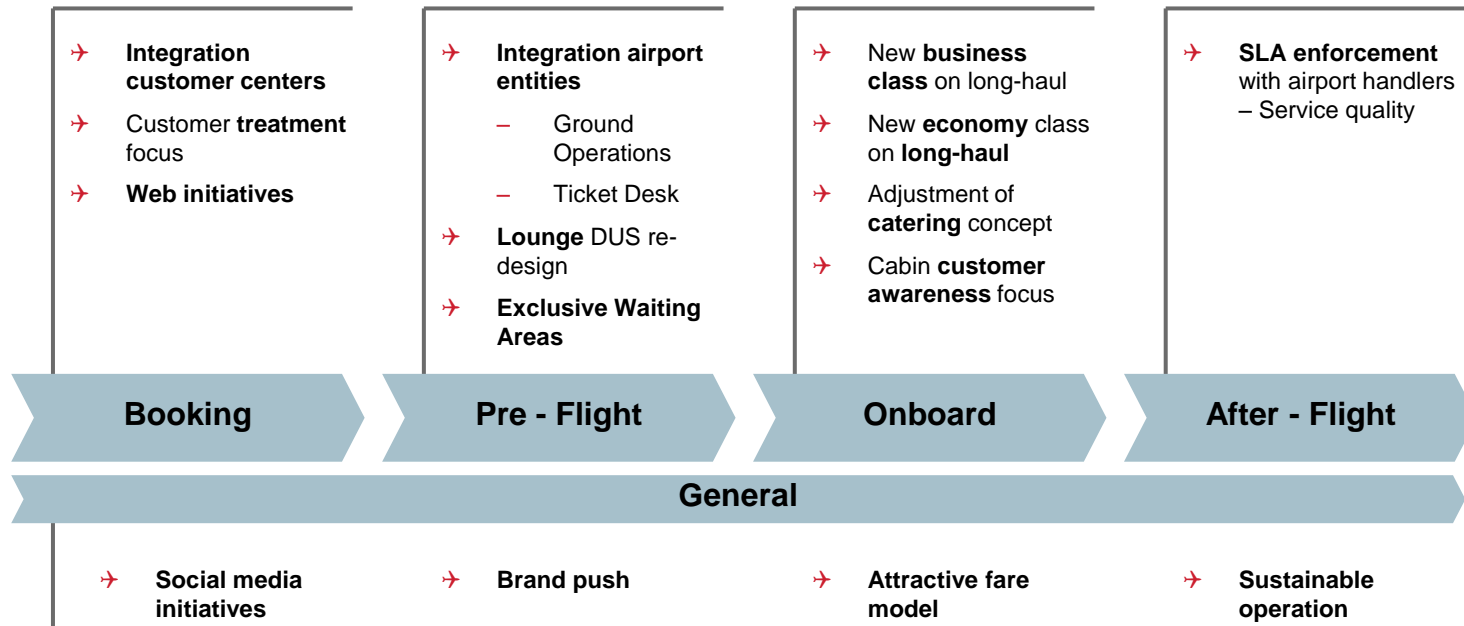 Integration
customer centers
Customer treatment
focus
Web initiatives
Integration airport
entities
– Ground
Operations
– Ticket Desk
Lounge DUS re-
design
Exclusive Waiting
Areas
New business
class on long-haul
New economy class
on long-haul
Adjustment of
catering concept
Cabin customer
awareness focus
SLA enforcement
with airport handlers
– Service quality
Booking
Pre - Flight
Onboard
After - Flight
General
Social media
initiatives
Brand push
Attractive fare
model
Sustainable
operation